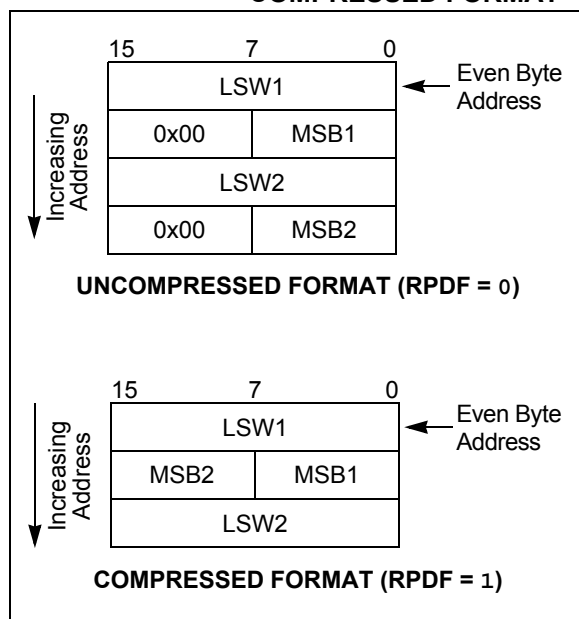 COMPRESSED FORMAT
15 7 0
LSW1
Even Byte
Address
0x00 MSB1
LSW2
0x00 MSB2
Increasing
Address
UNCOMPRESSED FORMAT (RPDF = 0)
15 7 0
LSW1
Even Byte
Address
MSB2 MSB1
LSW2
Increasing
Address
COMPRESSED FORMAT (RPDF = 1)